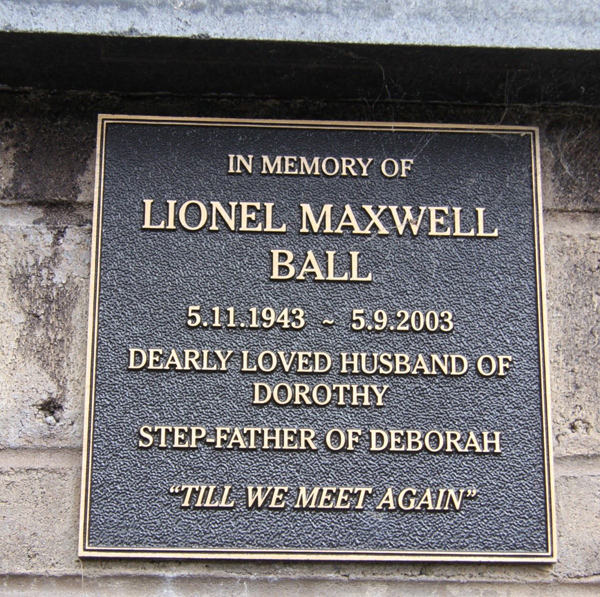 IN MEMORY OF
LIONEL MAXWELL
BALL
5.11.1943 ~ 5.9.2003
DEARLY LOVED HUSBAND OF
DOROTHY
STEP-FATHER OF DEBORAH
“TILL WE MEET AGAIN”